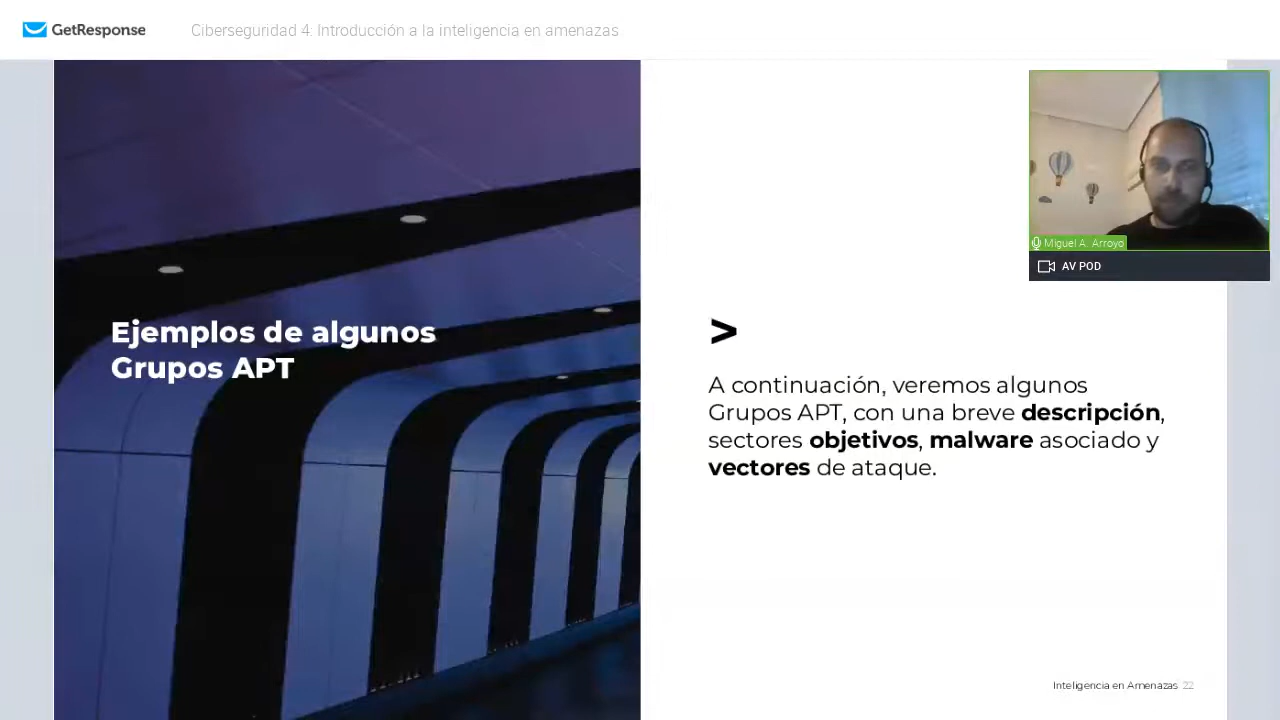 GetResponse
Ciberseguridad 4: Introducción a la inteligencia en amenazas
Miguel A. Arroyo
AV POD
Ejemplos de algunos
Grupos APT
>
A continuación, veremos algunos
Grupos APT, con una breve descripción,
sectores objetivos, malware asociado y
vectores de ataque.
Inteligencia en Amenazas 22